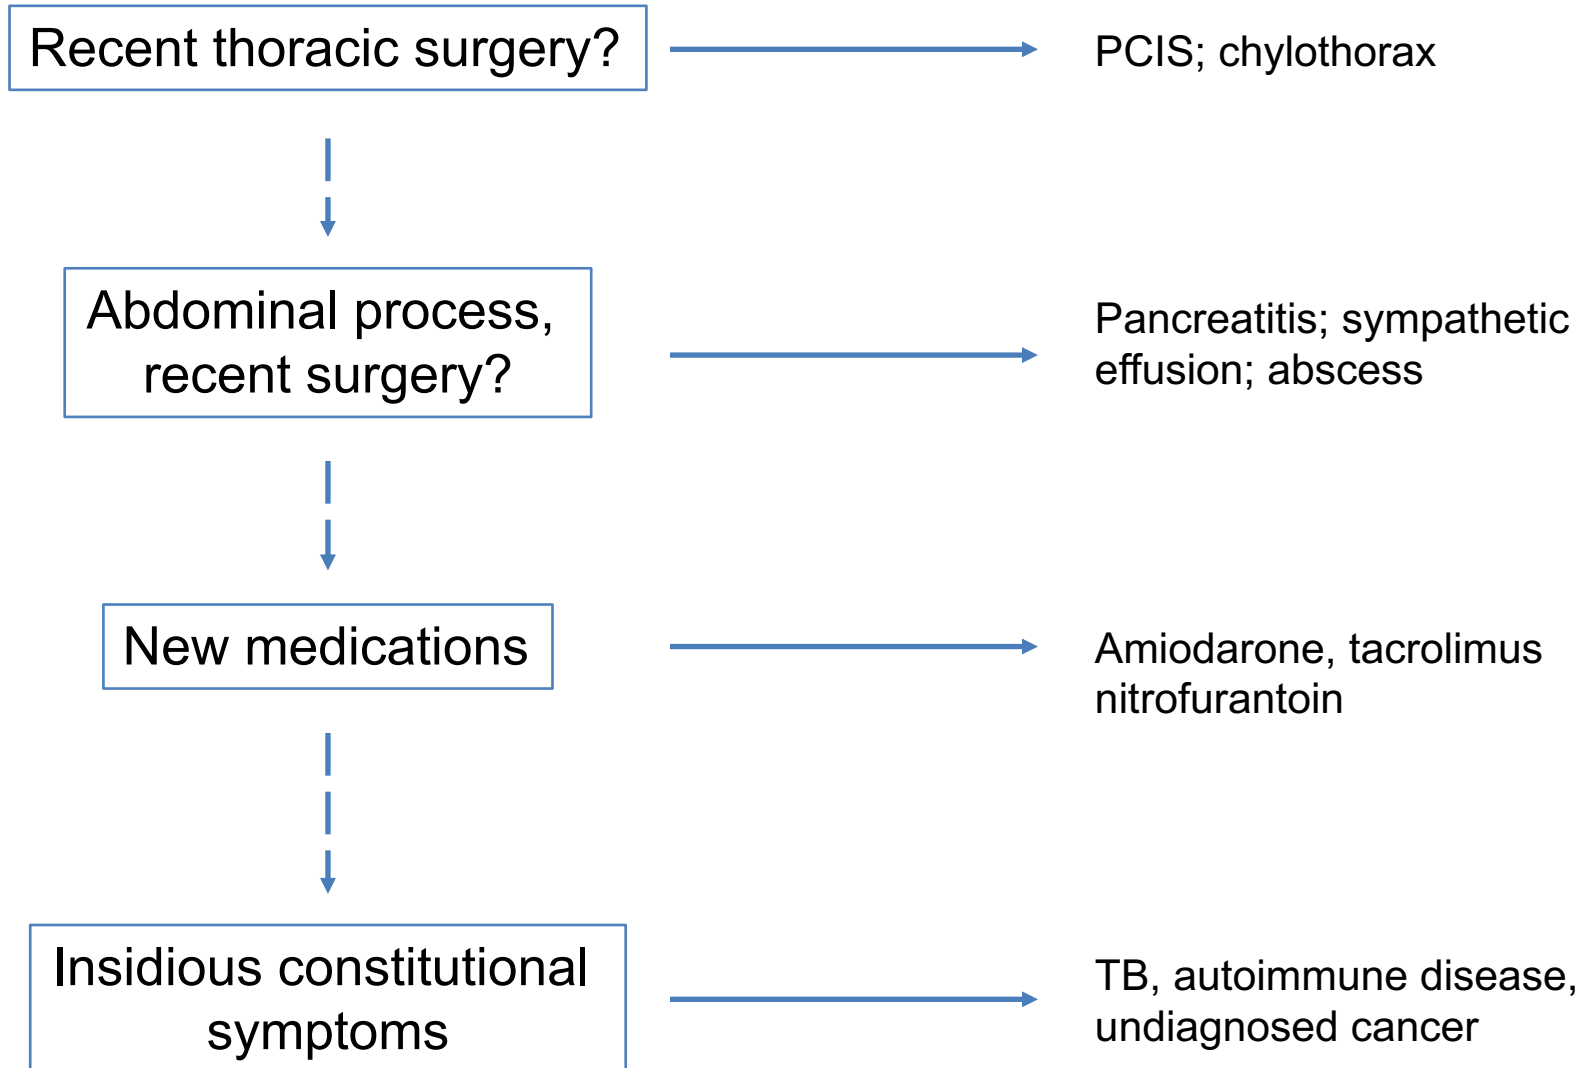 Recent thoracic surgery?
PCIS; chylothorax
Abdominal process,
recent surgery?
Pancreatitis; sympathetic
effusion; abscess
New medications
Amiodarone, tacrolimus
nitrofurantoin
Insidious constitutional
symptoms
TB, autoimmune disease,
undiagnosed cancer